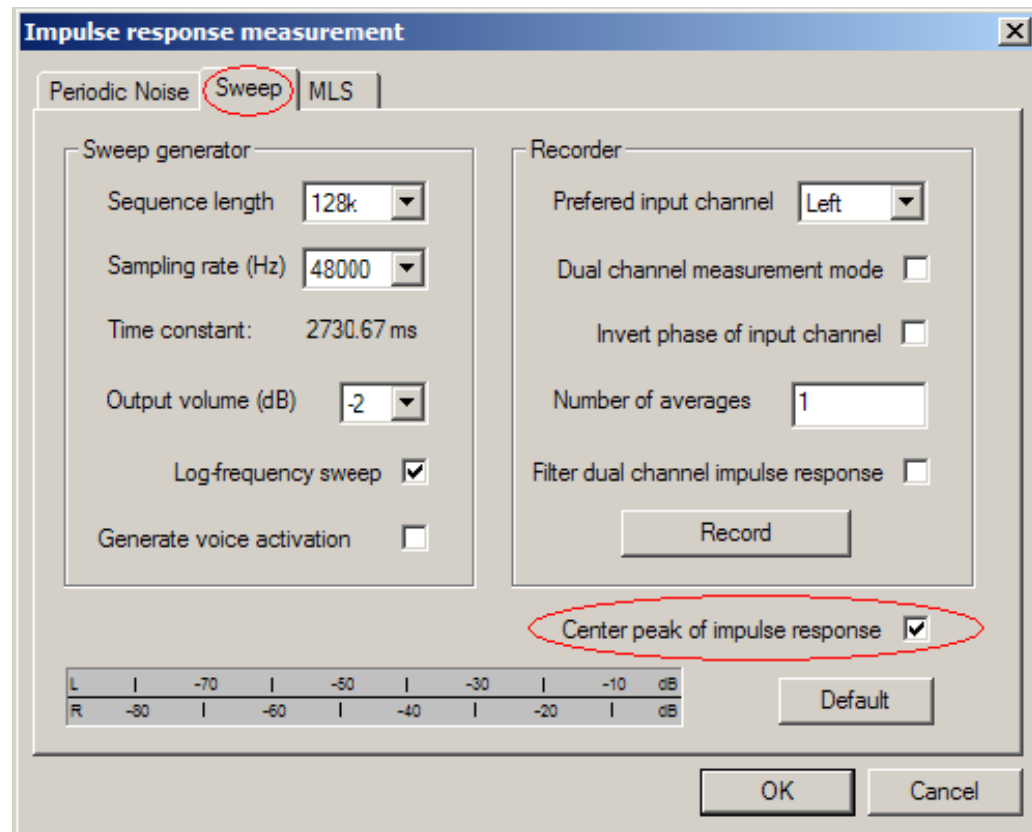 Impulse response measurement
Periodic Noise
Sweep
MLS
Sweep generator
Sequence length 128k
Sampling rate (Hz) 48000
Time constant: 2730.67 ms
Output volume (dB) -2
Log-frequency sweep
Generate voice activation
Recorder
Prefered input channel Left
Dual channel measurement mode
Invert phase of input channel
Number of averages 1
Filter dual channel impulse response
Record
Center peak of impulse response
L -70 -50 -30 -10 dB
R -80 -60 -40 -20 dB
Default
OK Cancel